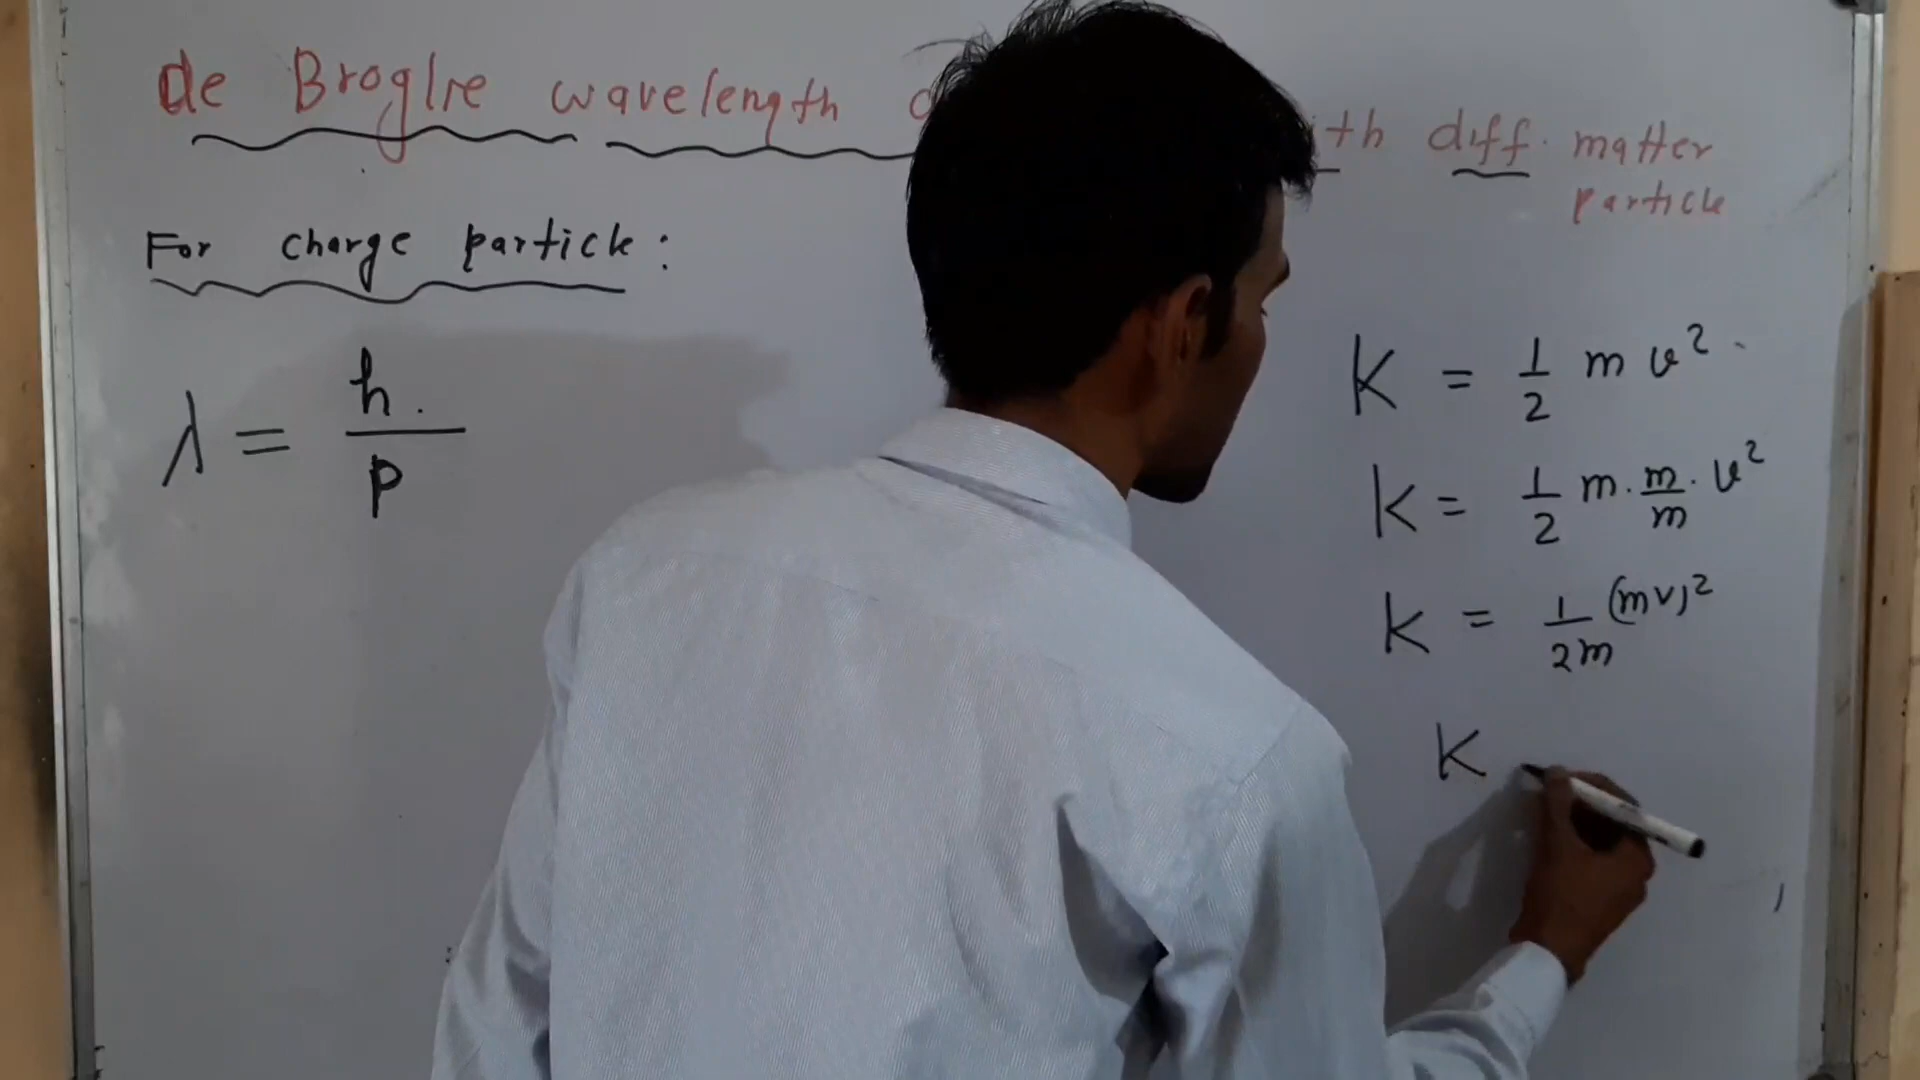 de Broglie wavelength with diff. matter
particle
For charge particle:
λ = h/p
K = 1/2 m v²
K = 1/2 m · m/m · v²
K = 1/2m (mv)²
K